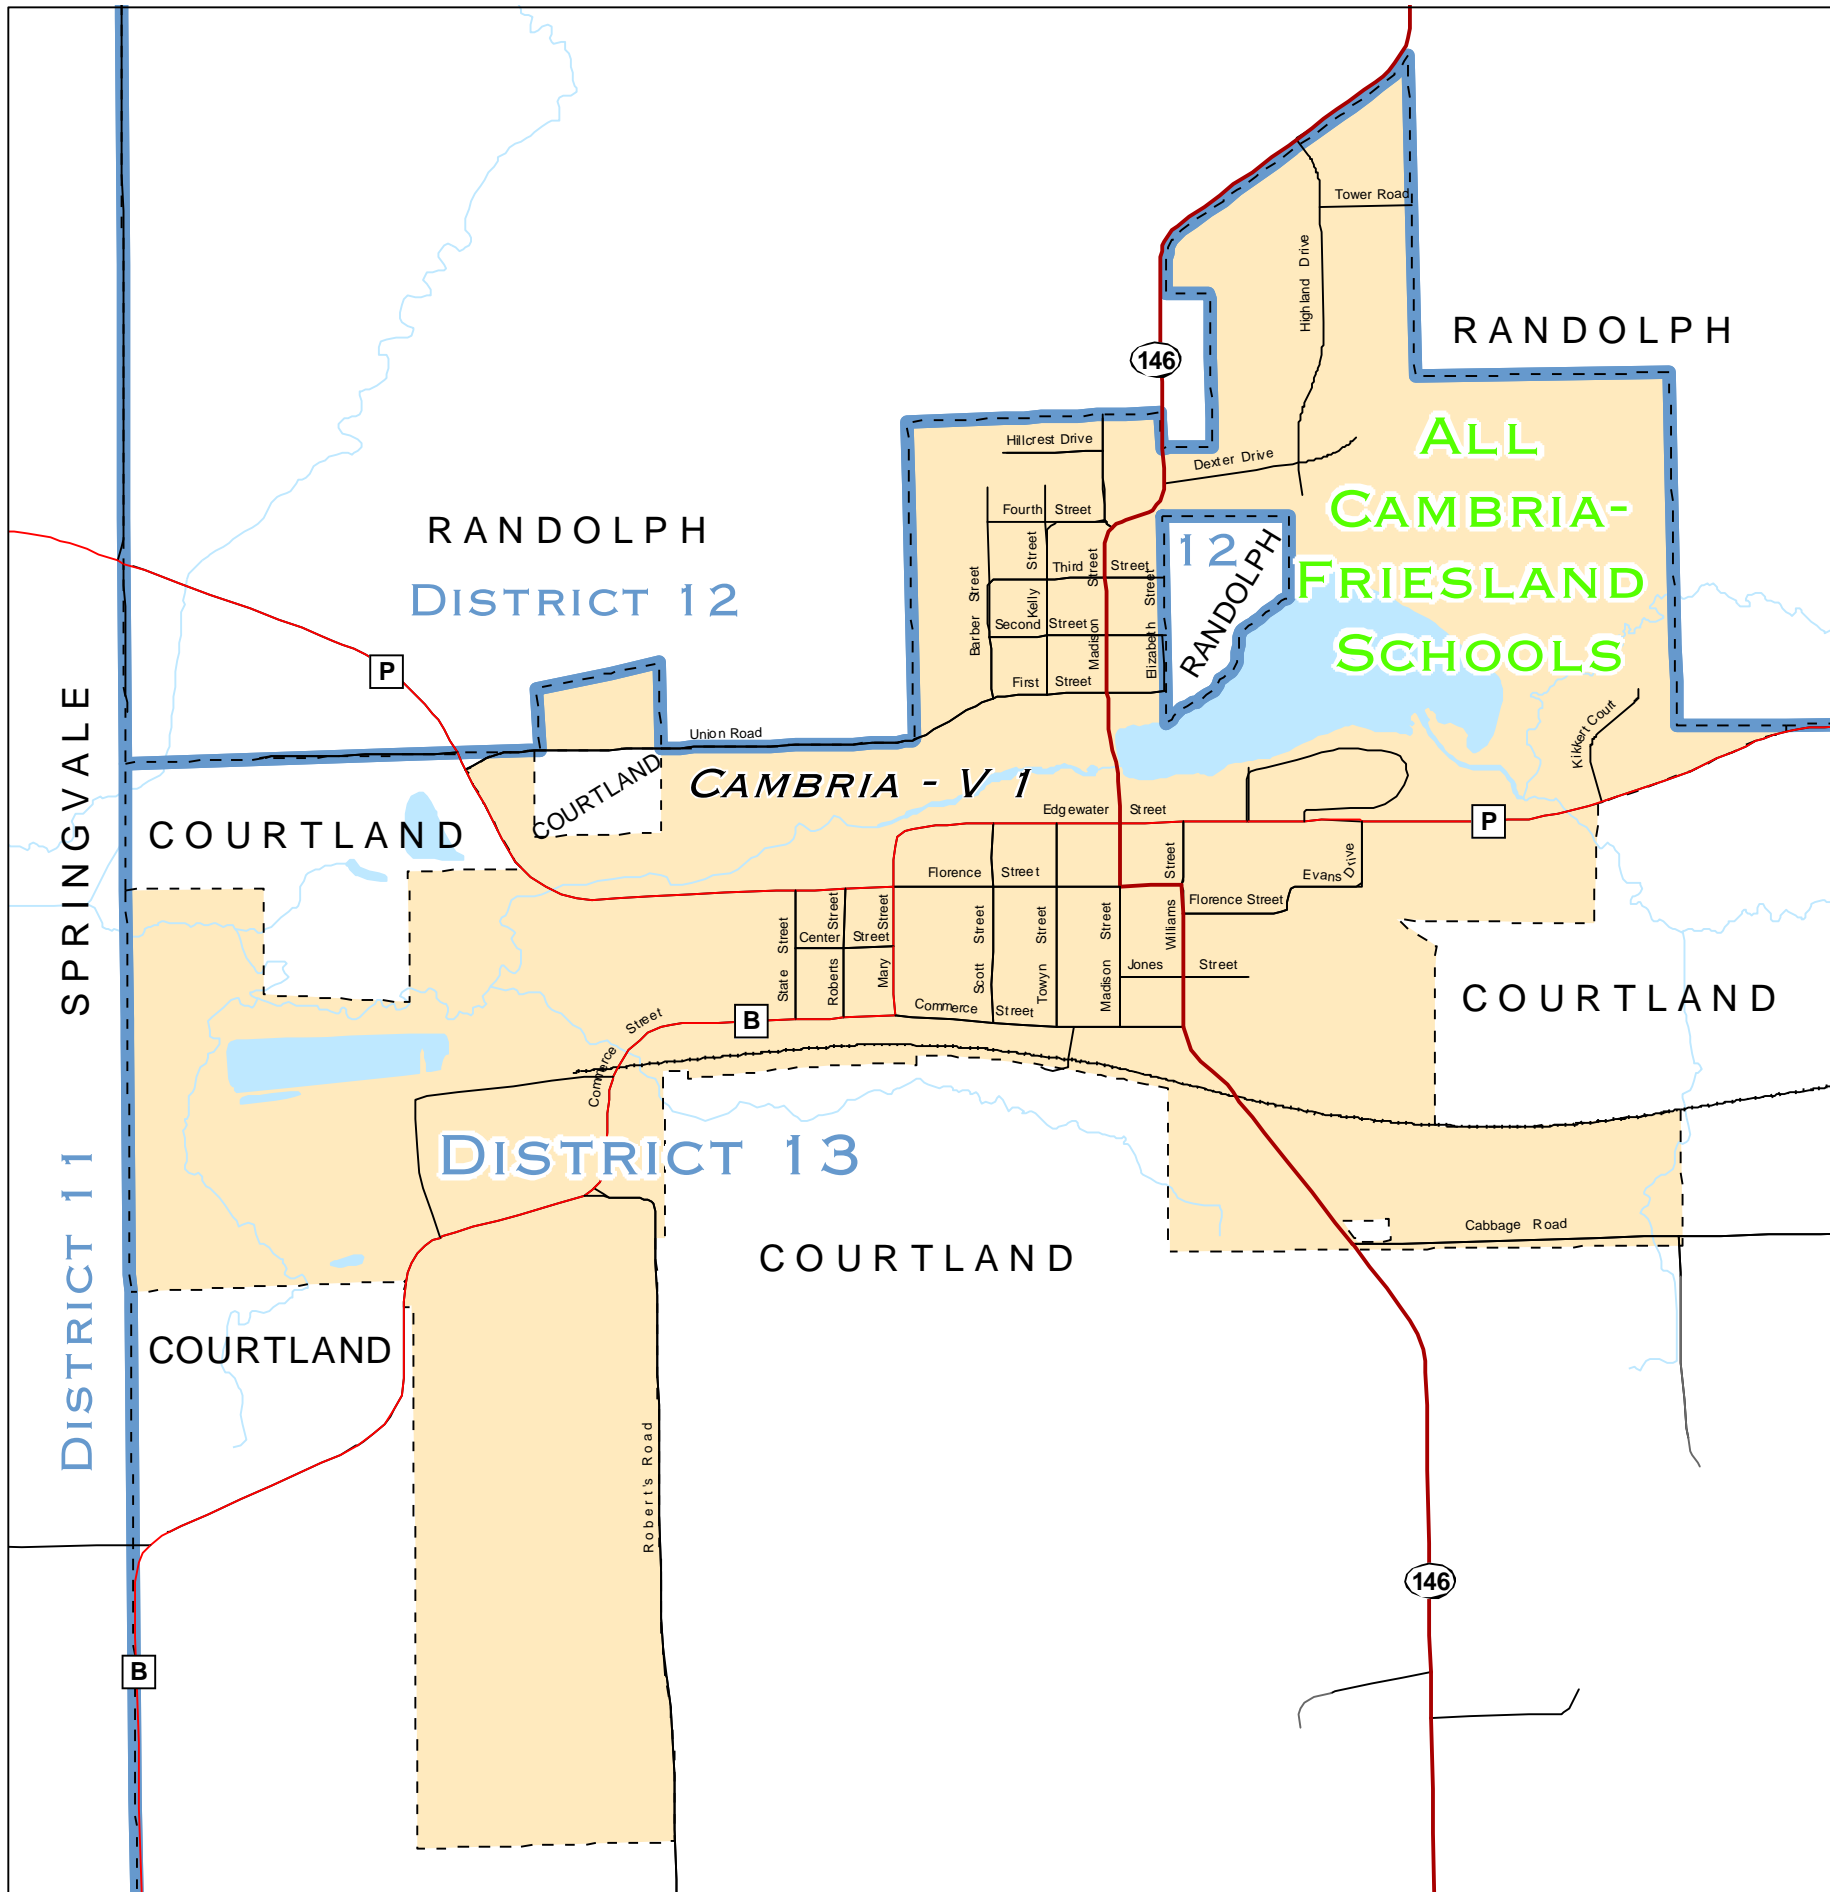 Tower Road
Highland Drive
RANDOLPH
146
ALL
CAMBRIA-
FRIESLAND
SCHOOLS
Hillcrest Drive
Dexter Drive
Fourth Street
RANDOLPH
DISTRICT 12
12
RANDOLPH
Barber Street
Kelly Street
Madison Street
Elizabeth Street
Third Street
Second Street
First Street
P
Union Road
Kikkert Court
SPRINGVALE
COURTLAND
COURTLAND
CAMBRIA - V 1
Edgewater Street
P
Florence Street
Evans Drive
Florence Street
State Street
Roberts Street
Mary Street
Center Street
Scott Street
Towyn Street
Madison Street
Williams Street
Jones Street
COURTLAND
Commerce Street
B
Commerce Street
DISTRICT 13
DISTRICT 11
COURTLAND
Cabbage Road
COURTLAND
Robert's Road
146
B